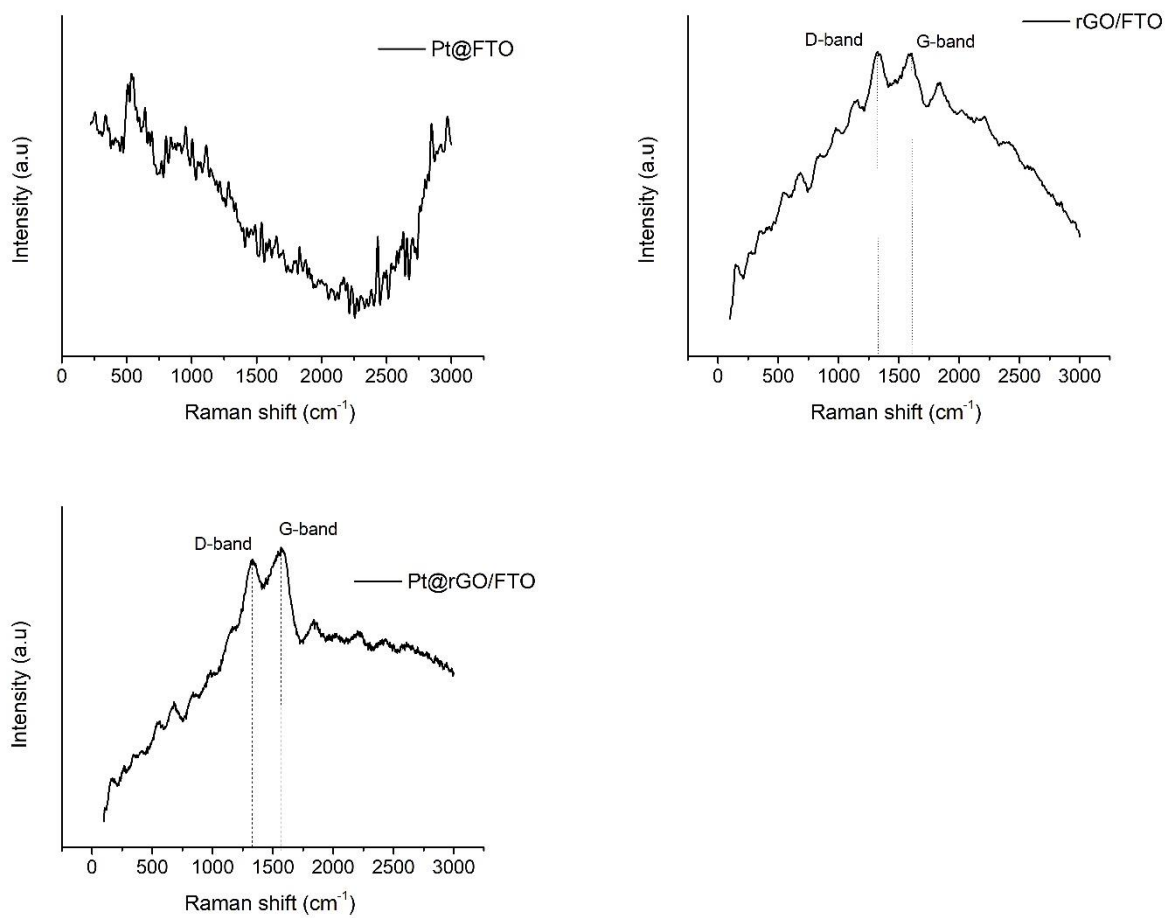 Pt@FTO
Intensity (a.u)
0 500 1000 1500 2000 2500 3000
Raman shift (cm⁻¹)
rGO/FTO
D-band G-band
Intensity (a.u)
0 500 1000 1500 2000 2500 3000
Raman shift (cm⁻¹)
G-band
D-band
Pt@rGO/FTO
Intensity (a.u)
0 500 1000 1500 2000 2500 3000
Raman shift (cm⁻¹)